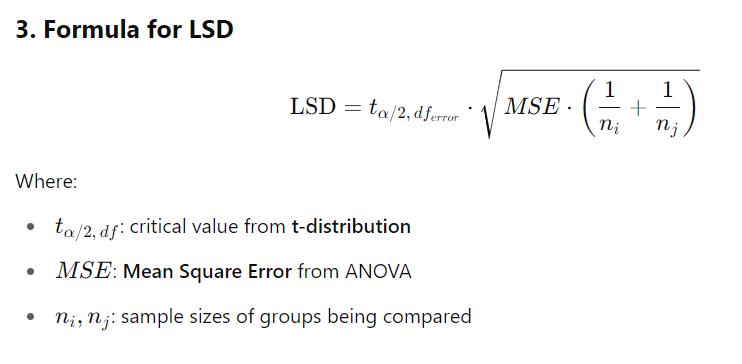 3. Formula for LSD
LSD = t_{α/2, df_{error}} · √(MSE · (1/n_i + 1/n_j))
Where:
• t_{α/2, df}: critical value from t-distribution
• MSE: Mean Square Error from ANOVA
• n_i, n_j: sample sizes of groups being compared